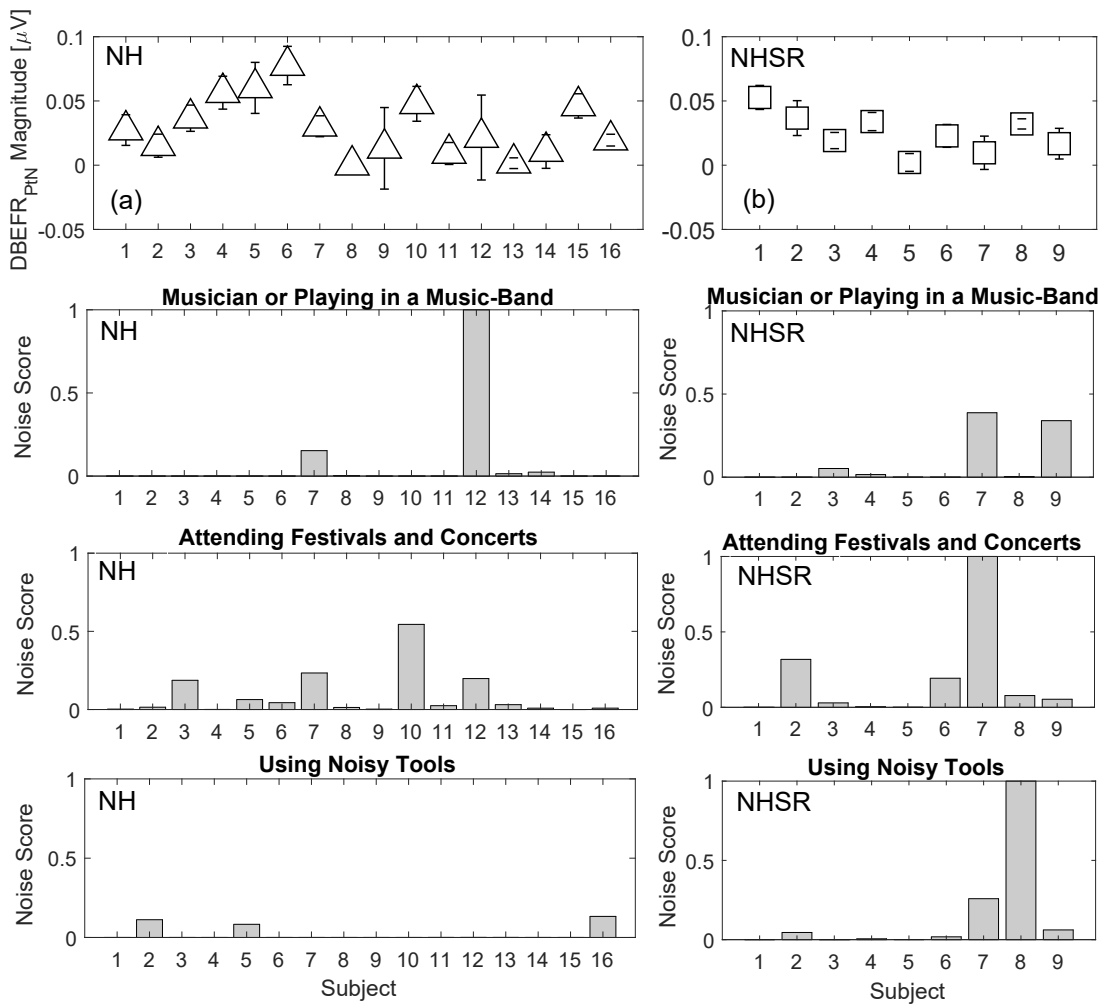 DBEFR_PtN Magnitude [μV]
0.1
0.05
0
-0.05
NH
(a)
1 2 3 4 5 6 7 8 9 10 11 12 13 14 15 16
0.1
0.05
0
-0.05
NHSR
(b)
1 2 3 4 5 6 7 8 9
Musician or Playing in a Music-Band
Noise Score
1
0.5
0
NH
1 2 3 4 5 6 7 8 9 10 11 12 13 14 15 16
Musician or Playing in a Music-Band
Noise Score
1
0.5
0
NHSR
1 2 3 4 5 6 7 8 9
Attending Festivals and Concerts
Noise Score
1
0.5
0
NH
1 2 3 4 5 6 7 8 9 10 11 12 13 14 15 16
Attending Festivals and Concerts
Noise Score
1
0.5
0
NHSR
1 2 3 4 5 6 7 8 9
Using Noisy Tools
Noise Score
1
0.5
0
NH
1 2 3 4 5 6 7 8 9 10 11 12 13 14 15 16
Subject
Using Noisy Tools
Noise Score
1
0.5
0
NHSR
1 2 3 4 5 6 7 8 9
Subject